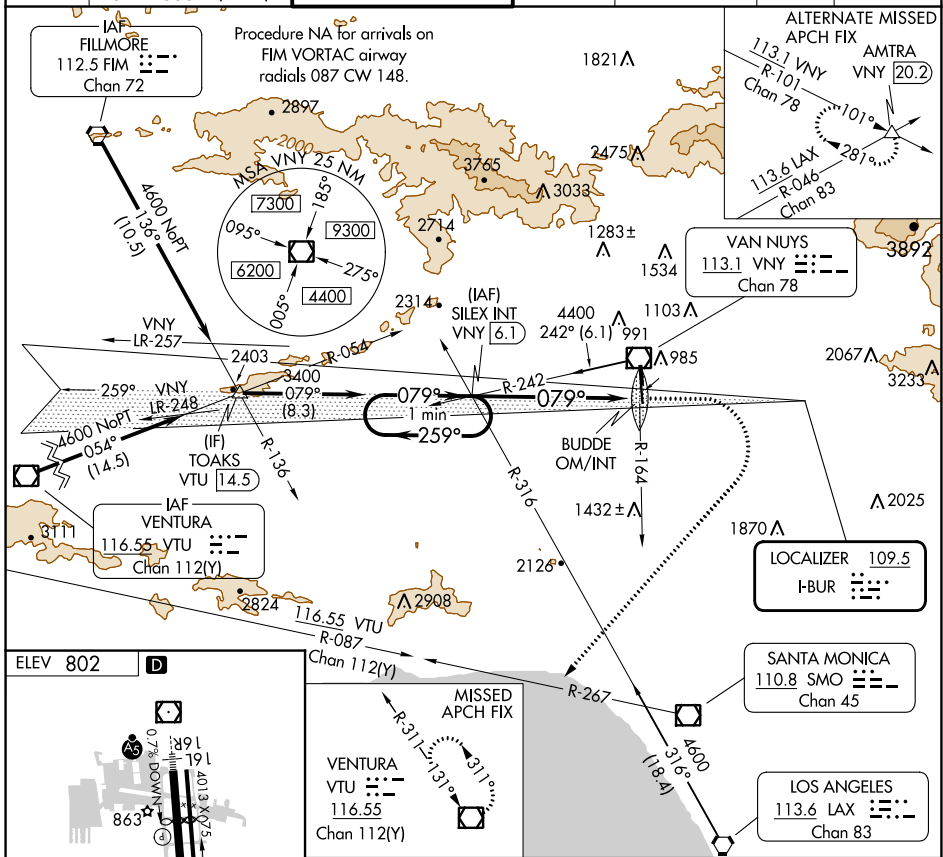 IAF
FILLMORE
112.5 FIM
Chan 72
Procedure NA for arrivals on
FIM VORTAC airway
radials 087 CW 148.
1821
ALTERNATE MISSED
APCH FIX
AMTRA
VNY 20.2
113.1 VNY
R-101
Chan 78
101°
281°
113.6 LAX
R-046
Chan 83
2897
2000
3765
2475
3033
MSA VNY 25 NM
7300
185°
095°
9300
6200
275°
4400
005°
2714
1283±
1534
3892
VAN NUYS
113.1 VNY
Chan 78
4600 NoPT
136°
(10.5)
2314
(IAF)
SILEX INT
VNY 6.1
4400
242° (6.1)
991
1103
985
2067
3233
VNY
LR-257
R-054
2403
3400
259°
VNY
LR-248
079°
(8.3)
079°
1 min
259°
R-242
079°
4600 NoPT
054°
(14.5)
(IF)
TOAKS
VTU 14.5
R-136
BUDDE
OM/INT
R-164
R-316
IAF
VENTURA
116.55 VTU
Chan 112(Y)
3111
1432±
2025
1870
2126
LOCALIZER 109.5
I-BUR
2824
2908
116.55 VTU
R-087
Chan 112(Y)
R-267
SANTA MONICA
110.8 SMO
Chan 45
4600
316°
(18.4)
LOS ANGELES
113.6 LAX
Chan 83
ELEV 802
D
A5
0.7% DOWN
16R
16L
4013 X 75
863
P
MISSED
APCH FIX
R-311
131°
311°
VENTURA
VTU
116.55
Chan 112(Y)